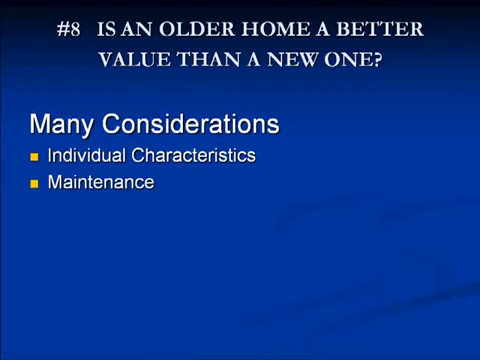 #8 IS AN OLDER HOME A BETTER
VALUE THAN A NEW ONE?
Many Considerations
Individual Characteristics
Maintenance